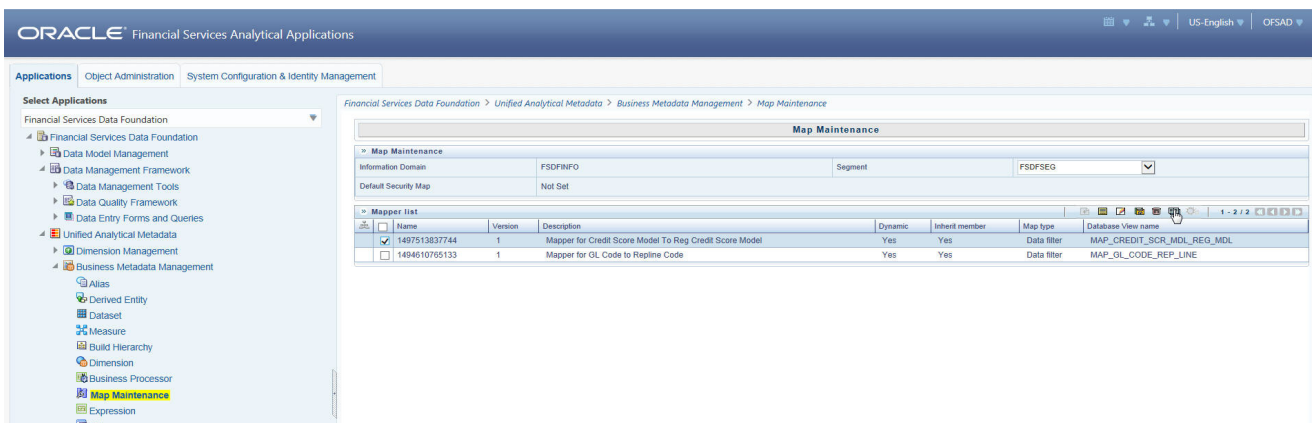 ORACLE® Financial Services Analytical Applications
US-English
OFSAD
Applications
Object Administration
System Configuration & Identity Management
Select Applications
Financial Services Data Foundation
Financial Services Data Foundation
Data Model Management
Data Management Framework
Data Management Tools
Data Quality Framework
Data Entry Forms and Queries
Unified Analytical Metadata
Dimension Management
Business Metadata Management
Alias
Derived Entity
Dataset
Measure
Build Hierarchy
Dimension
Business Processor
Map Maintenance
Expression
Financial Services Data Foundation > Unified Analytical Metadata > Business Metadata Management > Map Maintenance
Map Maintenance
» Map Maintenance
Information Domain FSDFINFO Segment FSDFSEG
Default Security Map Not Set
» Mapper list 1 - 2 / 2
Name Version Description Dynamic Inherit member Map type Database View name
1497513837744 1 Mapper for Credit Score Model To Reg Credit Score Model Yes Yes Data filter MAP_CREDIT_SCR_MDL_REG_MDL
1494610765133 1 Mapper for GL Code to Repline Code Yes Yes Data filter MAP_GL_CODE_REP_LINE